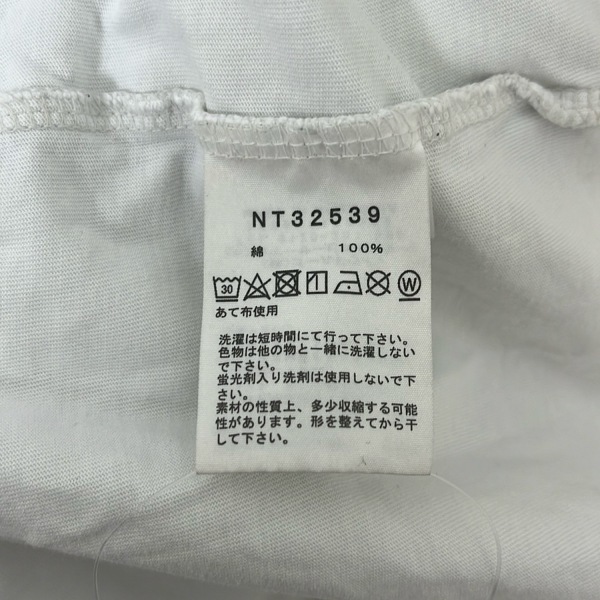 NT32539
綿 100%
30 W
あて布使用
洗濯は短時間にて行って下さい。
色物は他の物と一緒に洗濯しない
で下さい。
蛍光剤入り洗剤は使用しないで下
さい。
素材の性質上、多少収縮する可能
性があります。形を整えてから干
して下さい。